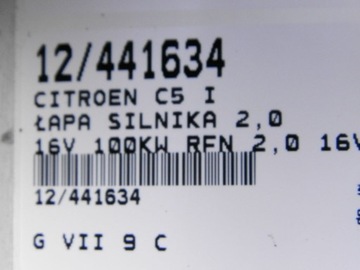 12/441634
CITROEN C5 I
ŁAPA SILNIKA 2,0
16V 100KW RFN 2,0 16V
12/441634
G VII 9 C